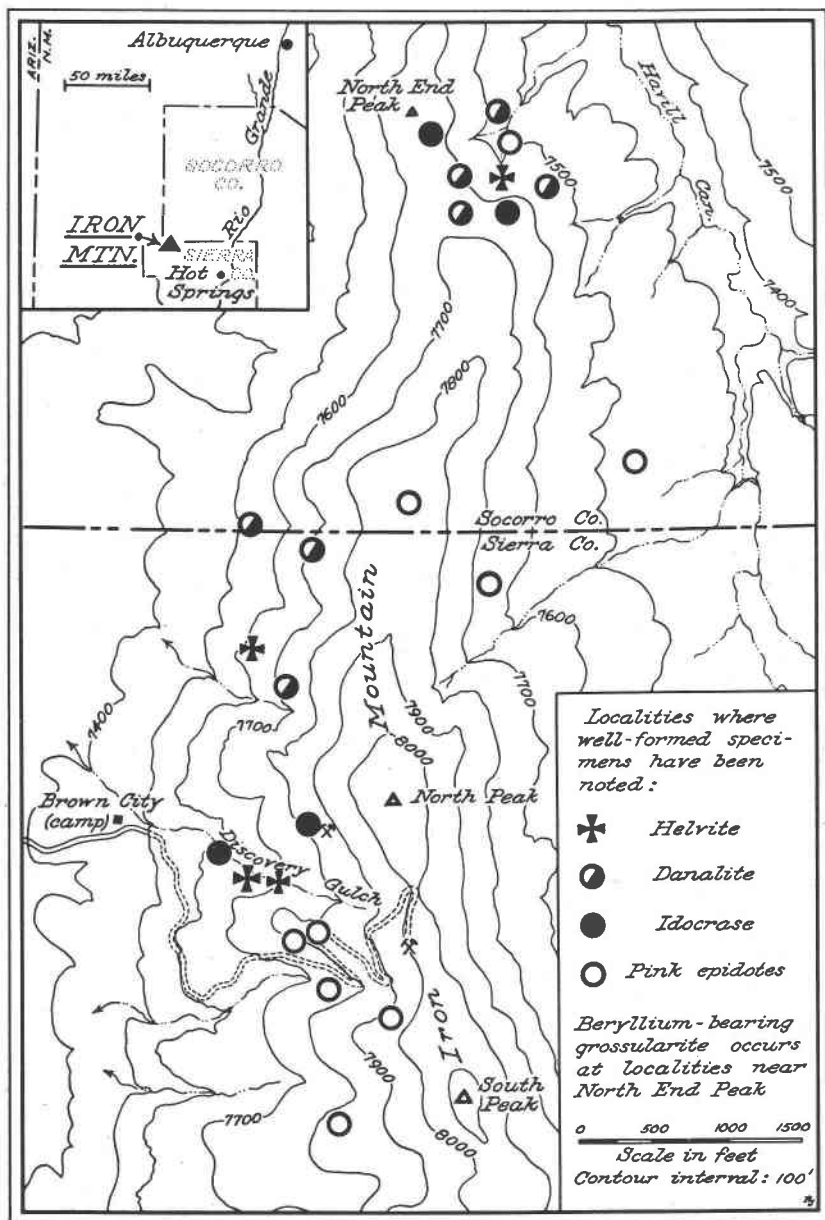 ARIZ.
N.M.
Albuquerque
50 miles
Rio Grande
SOCORRO
CO.
IRON
MTN.
SIERRA
CO.
Hot
Springs
North End
Peak
Havill
Can.
7500
7500
7400
7700
7600
7800
Socorro Co.
Sierra Co.
7600
7700
7400
7700
7900
8000
Iron Mountain
North Peak
Brown City
(camp)
Discovery
Gulch
7900
7700
8000
South
Peak
Localities where
well-formed speci-
mens have been
noted:
Helvite
Danalite
Idocrase
Pink epidotes
Beryllium-bearing
grossularite occurs
at localities near
North End Peak
0 500 1000 1500
Scale in feet
Contour interval: 100'